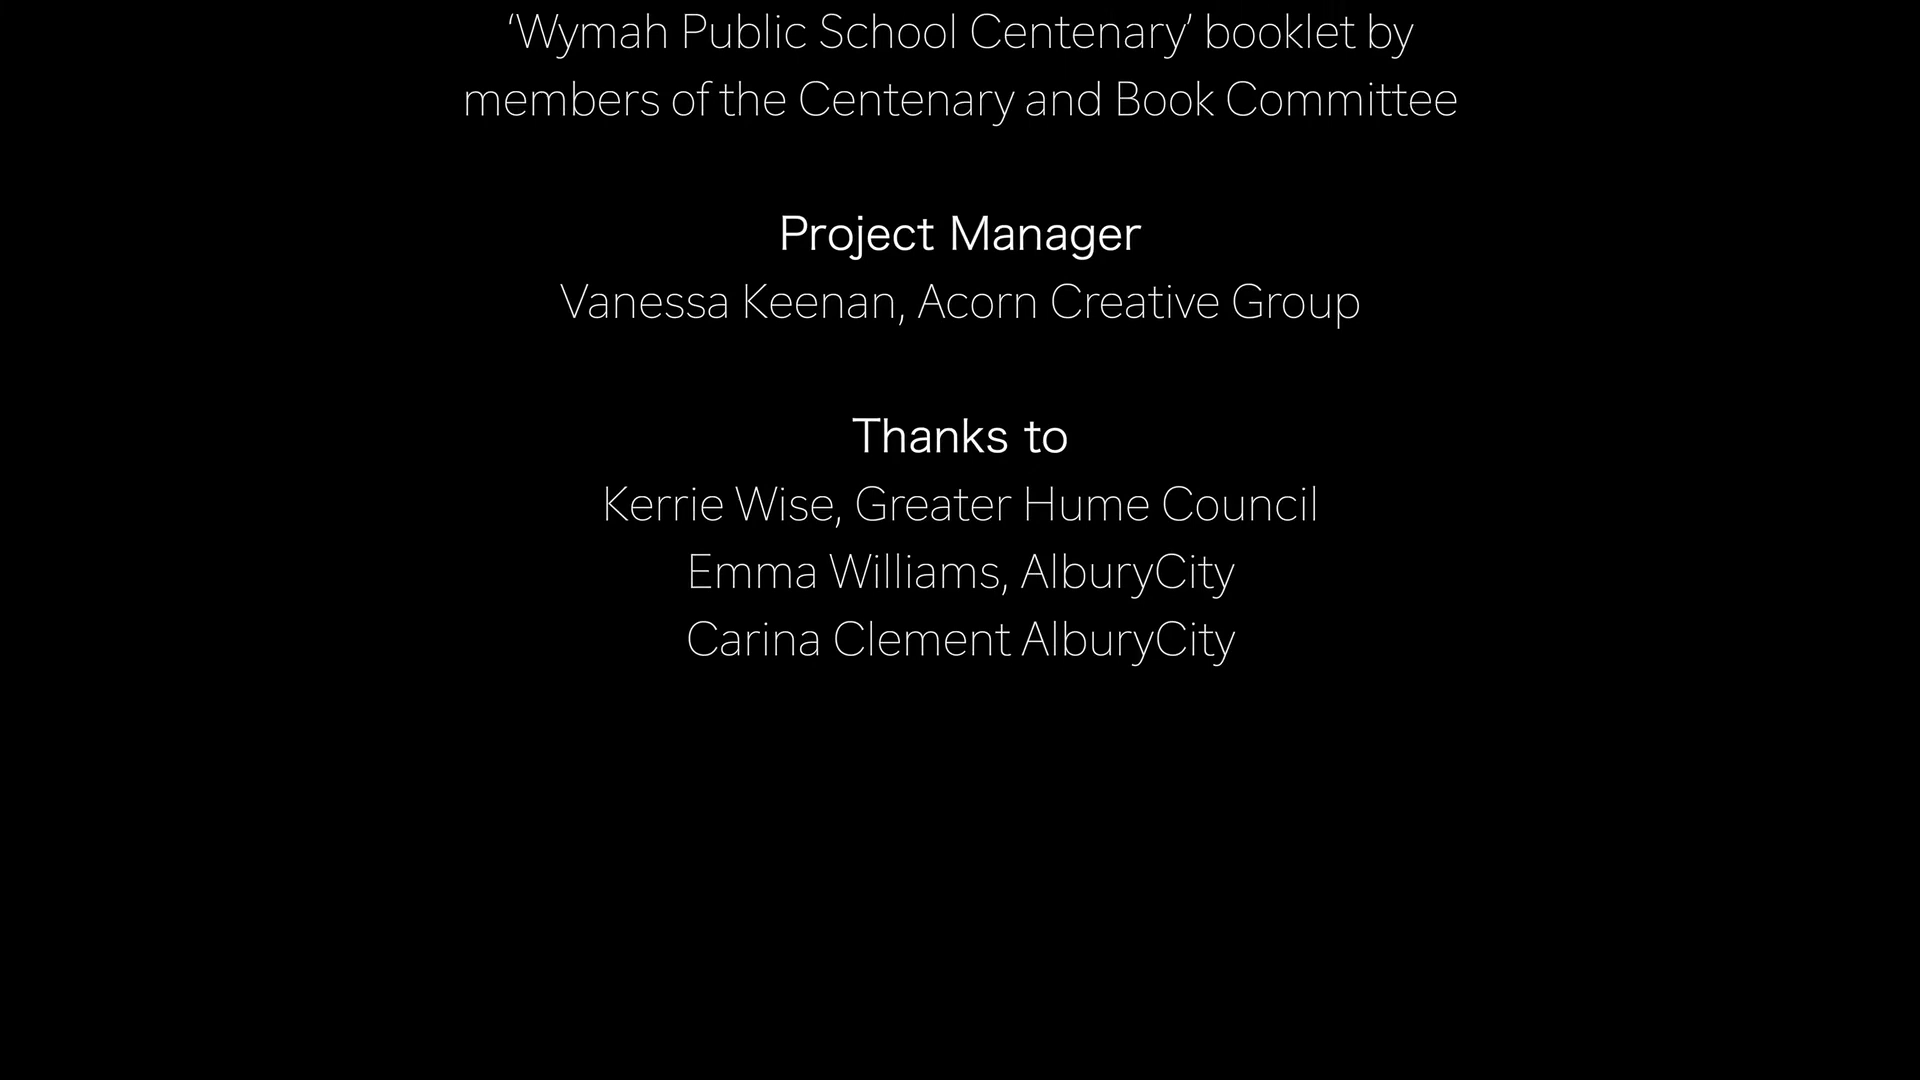 ‘Wymah Public School Centenary’ booklet by
members of the Centenary and Book Committee
Project Manager
Vanessa Keenan, Acorn Creative Group
Thanks to
Kerrie Wise, Greater Hume Council
Emma Williams, AlburyCity
Carina Clement AlburyCity